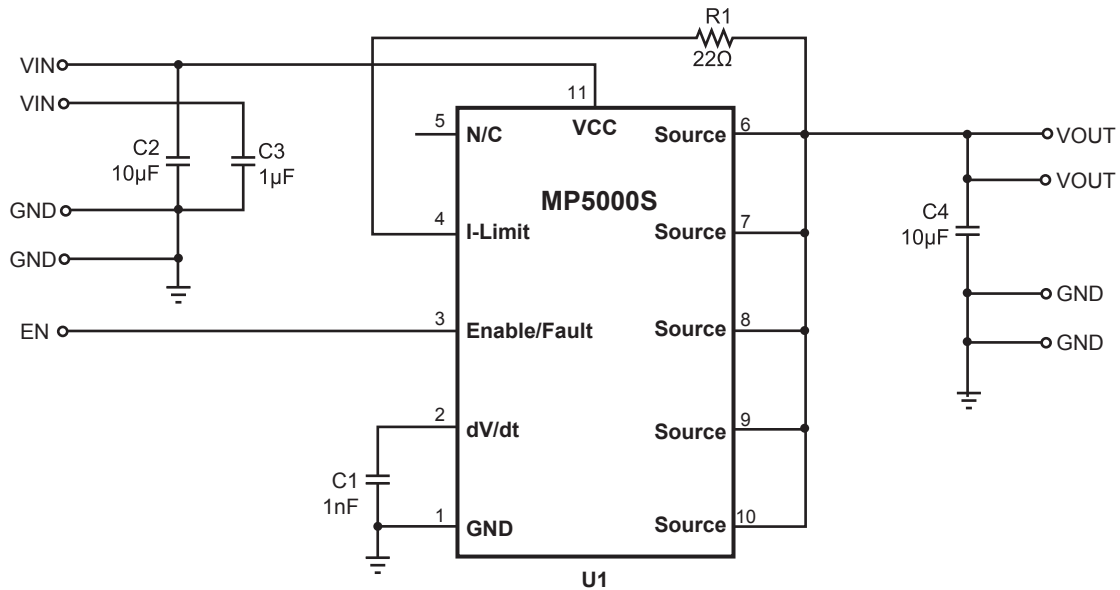 R1
22Ω
VIN
VIN
11
5 N/C VCC Source 6
C2
10µF
C3
1µF
VOUT
VOUT
MP5000S
GND
4 I-Limit Source 7
C4
10µF
GND
GND
EN
3 Enable/Fault Source 8
GND
2 dV/dt Source 9
C1
1nF
1 GND Source 10
U1